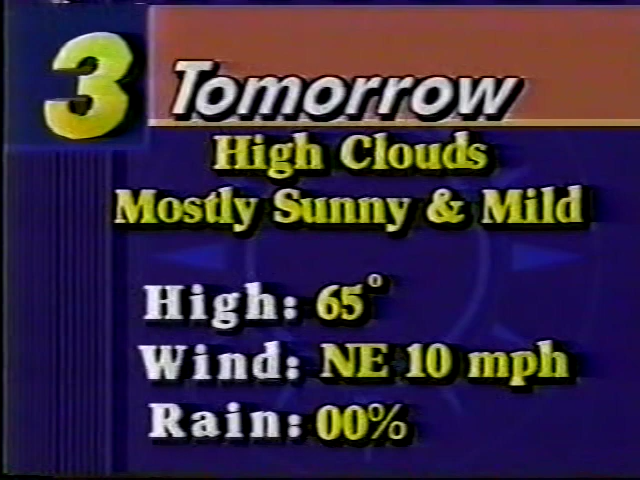 3 Tomorrow
High Clouds
Mostly Sunny & Mild
High: 65°
Wind: NE 10 mph
Rain: 00%